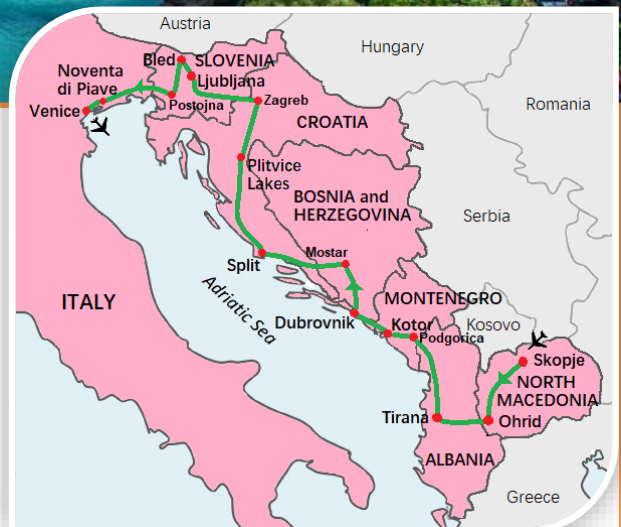 Austria
Hungary
Bled
SLOVENIA
Noventa
di Piave
Ljubljana
Venice
Postojna
Zagreb
Romania
CROATIA
Plitvice
Lakes
BOSNIA and
HERZEGOVINA
Serbia
Split
Mostar
Adriatic Sea
ITALY
MONTENEGRO
Dubrovnik
Kotor
Kosovo
Podgorica
Skopje
NORTH
MACEDONIA
Tirana
Ohrid
ALBANIA
Greece